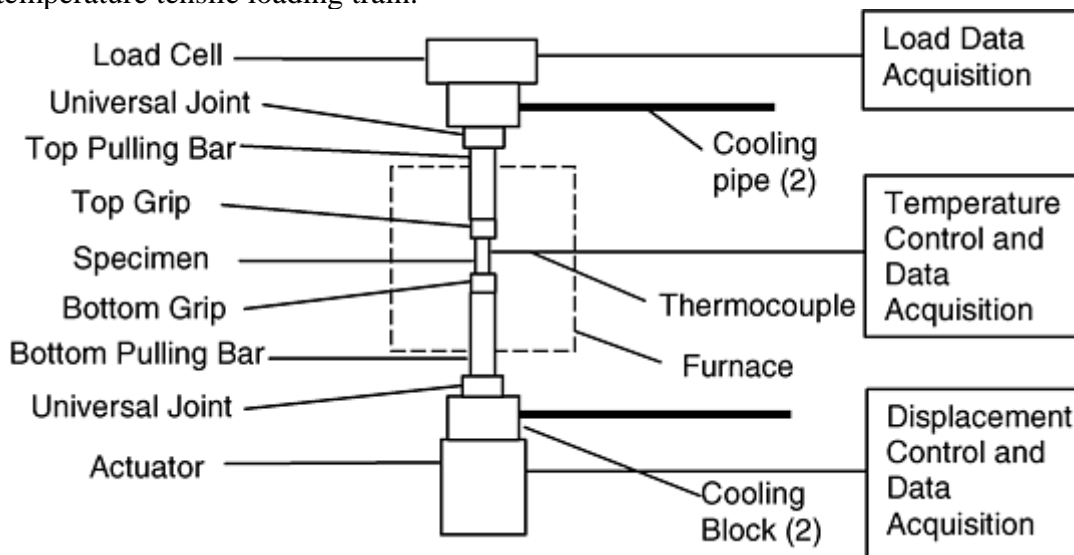 temperature tensile loading train.
Load Cell
Universal Joint
Top Pulling Bar
Top Grip
Specimen
Bottom Grip
Bottom Pulling Bar
Universal Joint
Actuator
Cooling
pipe (2)
Thermocouple
Furnace
Cooling
Block (2)
Load Data
Acquisition
Temperature
Control and
Data
Acquisition
Displacement
Control and
Data
Acquisition